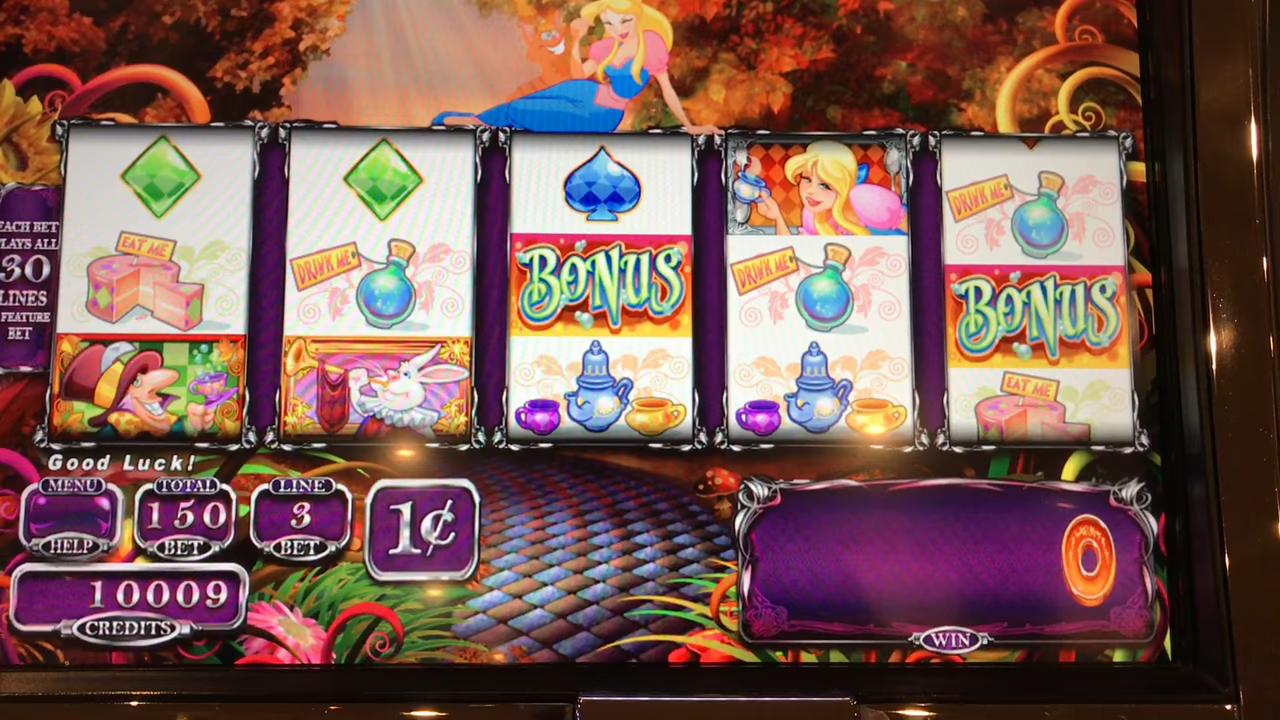 EAT ME
DRINK ME
BONUS
DRINK ME
DRINK ME
BONUS
EAT ME
EACH BET
PLAYS ALL
30
LINES
FEATURE
BET
Good Luck!
MENU
HELP
TOTAL
150
BET
LINE
3
BET
1¢
10009
CREDITS
0
WIN